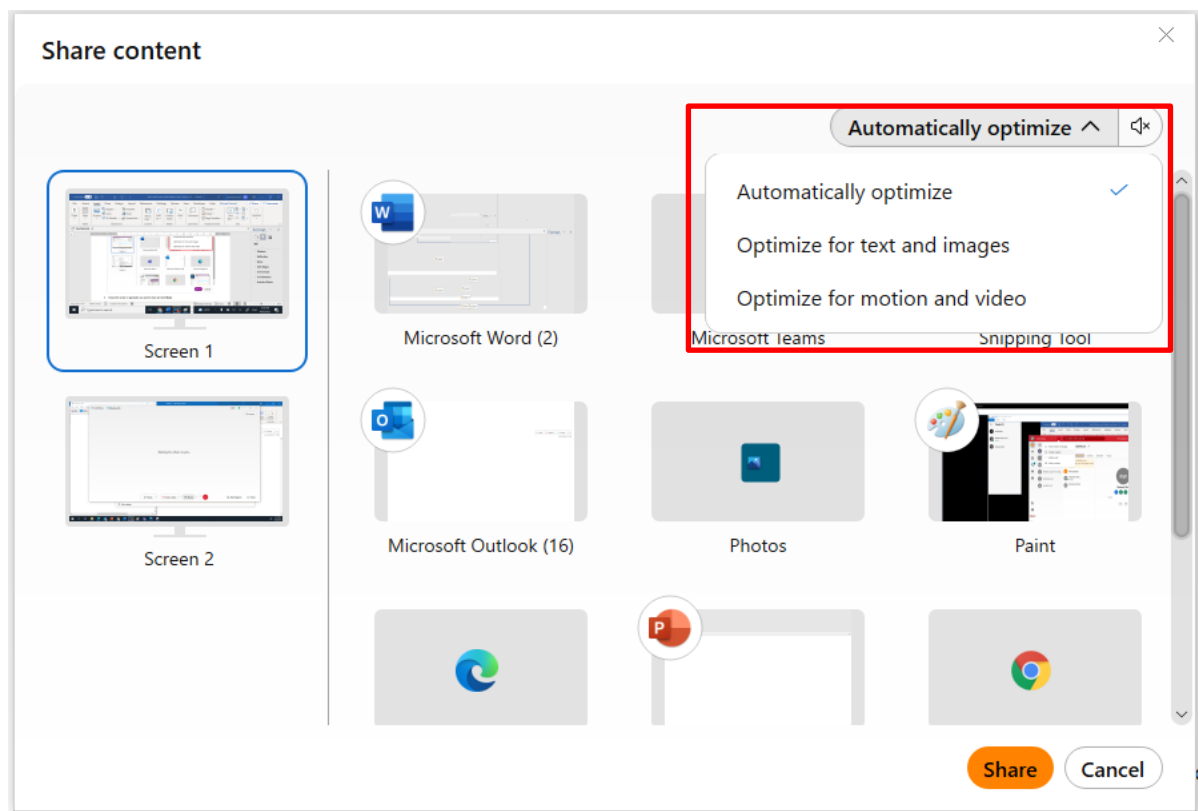 Share content
Automatically optimize
Automatically optimize
Optimize for text and images
Optimize for motion and video
Screen 1
Microsoft Word (2)
Microsoft Teams
Snipping Tool
Screen 2
Microsoft Outlook (16)
Photos
Paint
Share
Cancel